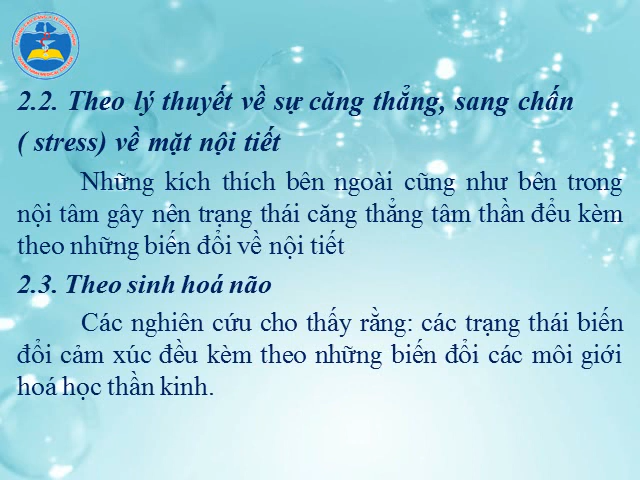 2.2. Theo lý thuyết về sự căng thẳng, sang chấn
( stress) về mặt nội tiết
Những kích thích bên ngoài cũng như bên trong
nội tâm gây nên trạng thái căng thẳng tâm thần đểu kèm
theo những biến đổi về nội tiết
2.3. Theo sinh hoá não
Các nghiên cứu cho thấy rằng: các trạng thái biến
đổi cảm xúc đều kèm theo những biến đổi các môi giới
hoá học thần kinh.